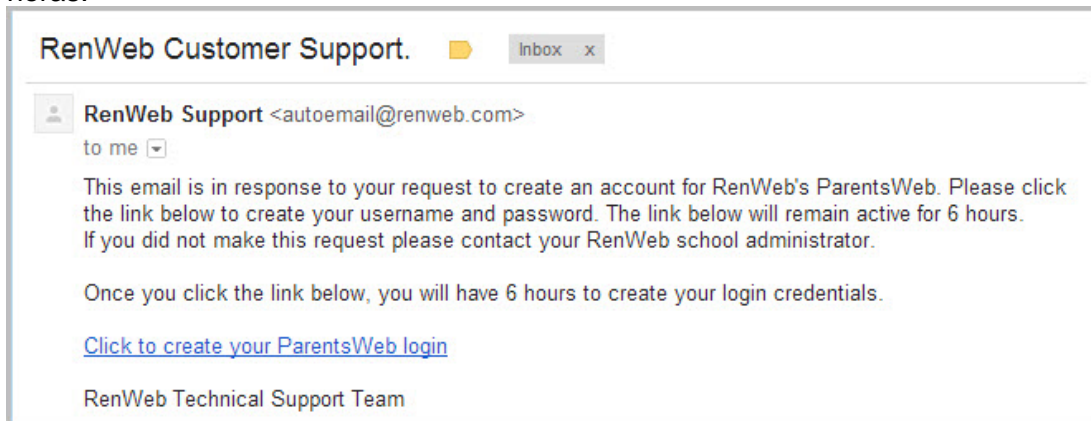 horas.
RenWeb Customer Support. Inbox x
RenWeb Support <autoemail@renweb.com>
to me
This email is in response to your request to create an account for RenWeb's ParentsWeb. Please click
the link below to create your username and password. The link below will remain active for 6 hours.
If you did not make this request please contact your RenWeb school administrator.
Once you click the link below, you will have 6 hours to create your login credentials.
Click to create your ParentsWeb login
RenWeb Technical Support Team